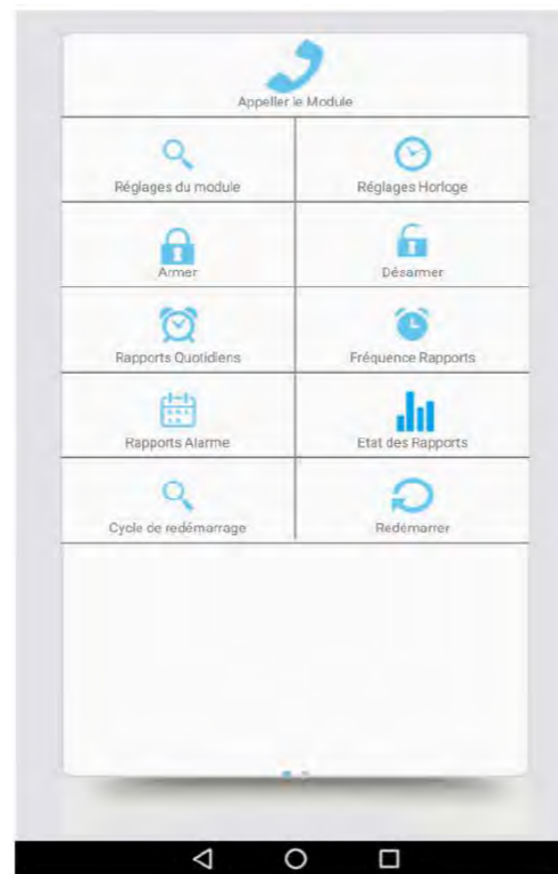 Appeller le Module
Réglages du module
Réglages Horloge
Armer
Désarmer
Rapports Quotidiens
Fréquence Rapports
Rapports Alarme
Etat des Rapports
Cycle de redémarrage
Redémarrer